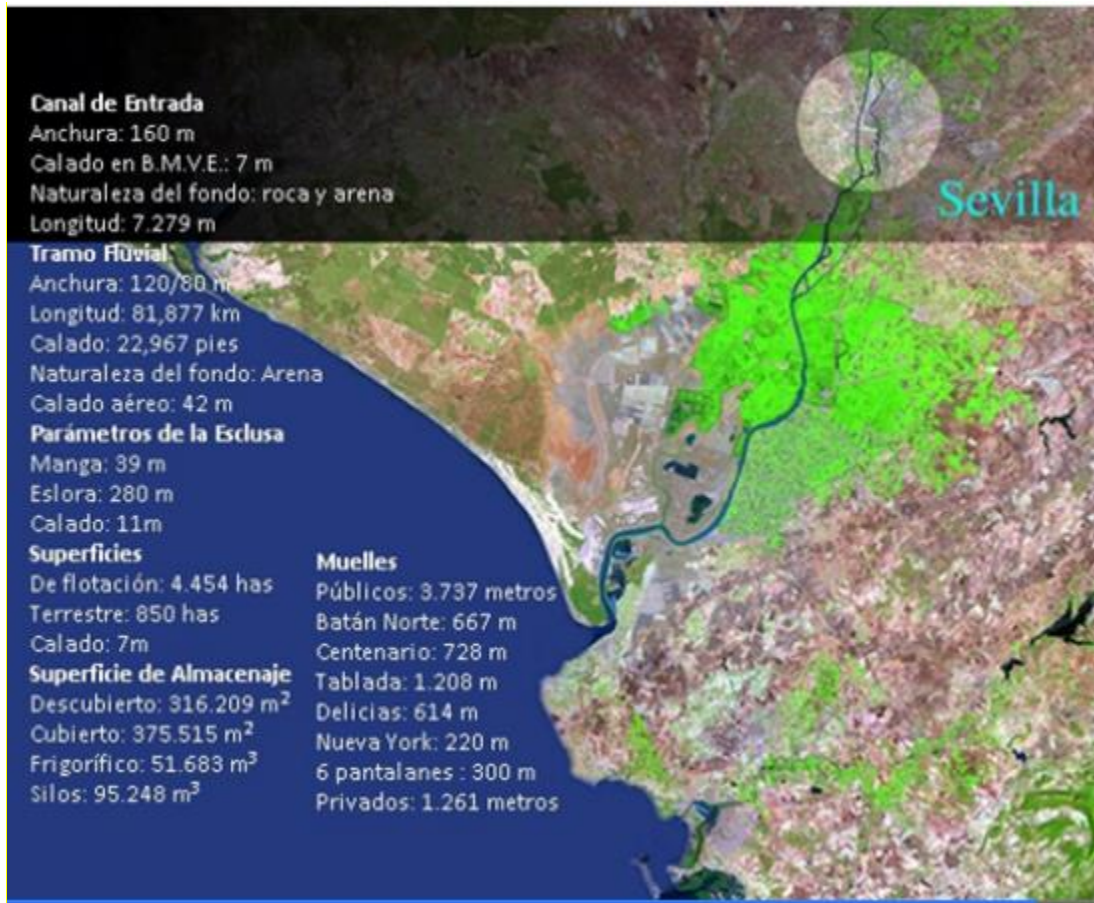 Canal de Entrada
Anchura: 160 m
Calado en B.M.V.E.: 7 m
Naturaleza del fondo: roca y arena
Longitud: 7.279 m
Tramo Fluvial
Anchura: 120/80 m
Longitud: 81,877 km
Calado: 22,967 pies
Naturaleza del fondo: Arena
Calado aéreo: 42 m
Parámetros de la Esclusa
Manga: 39 m
Eslora: 280 m
Calado: 11m
Superficies
De flotación: 4.454 has
Terrestre: 850 has
Calado: 7m
Superficie de Almacenaje
Descubierto: 316.209 m²
Cubierto: 375.515 m²
Frigorífico: 51.683 m³
Silos: 95.248 m³
Muelles
Públicos: 3.737 metros
Batán Norte: 667 m
Centenario: 728 m
Tablada: 1.208 m
Delicias: 614 m
Nueva York: 220 m
6 pantalanes : 300 m
Privados: 1.261 metros
Sevilla